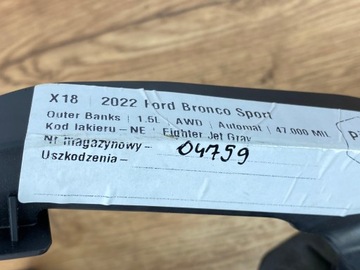 X18 | 2022 Ford Bronco Sport
Outer Banks | 1.5L | AWD | Automat | 47.000 MIL
Kod lakieru – NE | Fighter Jet Gray
Nr magazynowy – 04759
Uszkodzenia –